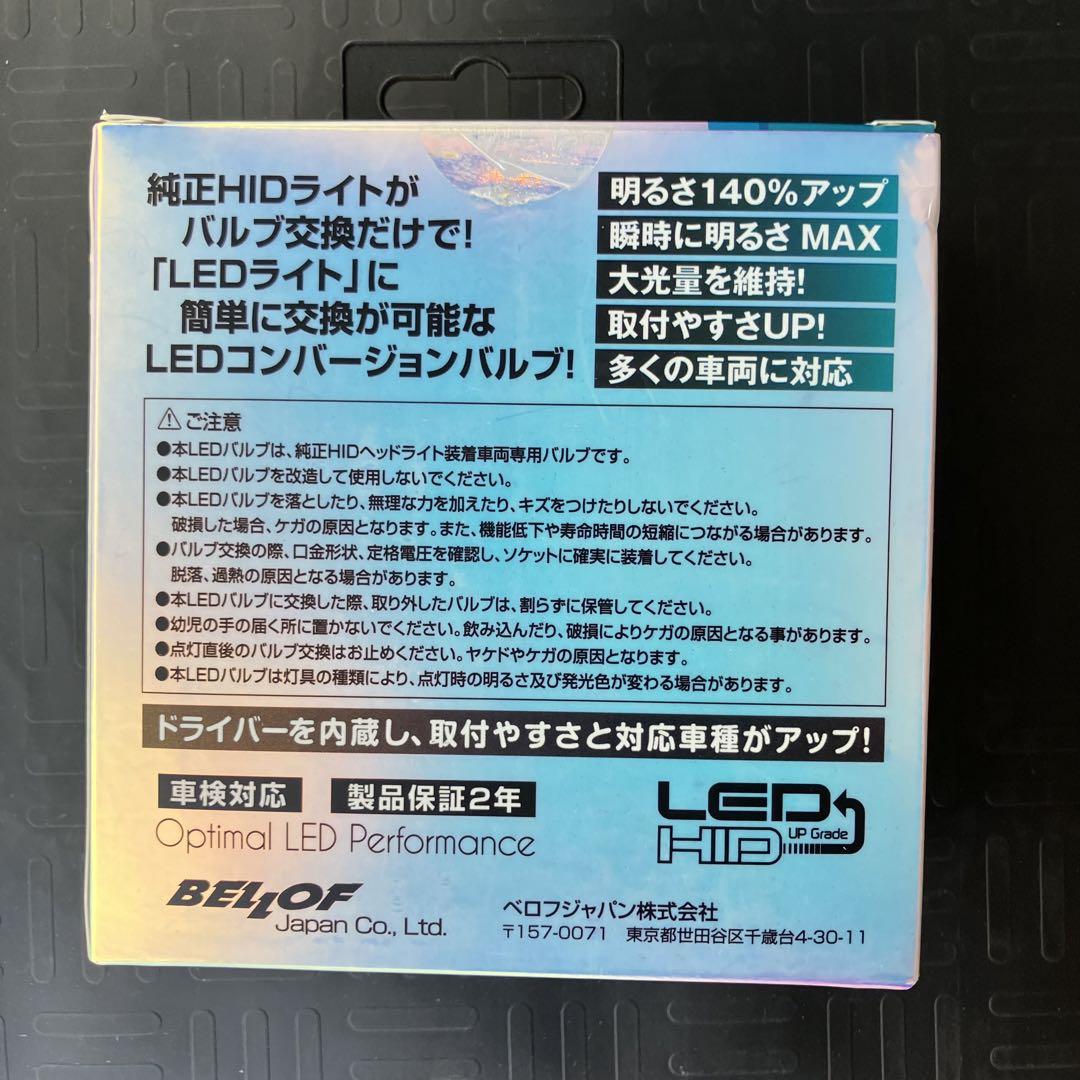 純正HIDライトが
バルブ交換だけで!
「LEDライト」に
簡単に交換が可能な
LEDコンバージョンバルブ!
明るさ140%アップ
瞬時に明るさ MAX
大光量を維持!
取付やすさUP!
多くの車両に対応
ご注意
●本LEDバルブは、純正HIDヘッドライト装着車両専用バルブです。
●本LEDバルブを改造して使用しないでください。
●本LEDバルブを落としたり、無理な力を加えたり、キズをつけたりしないでください。
破損した場合、ケガの原因となります。また、機能低下や寿命時間の短縮につながる場合があります。
●バルブ交換の際、口金形状、定格電圧を確認し、ソケットに確実に装着してください。
脱落、過熱の原因となる場合があります。
●本LEDバルブに交換した際、取り外したバルブは、割らずに保管してください。
●幼児の手の届く所に置かないでください。飲み込んだり、破損によりケガの原因となる事があります。
●点灯直後のバルブ交換はお止めください。ヤケドやケガの原因となります。
●本LEDバルブは灯具の種類により、点灯時の明るさ及び発光色が変わる場合があります。
ドライバーを内蔵し、取付やすさと対応車種がアップ!
車検対応
製品保証2年
Optimal LED Performance
LED
HID
UP Grade
BELLOF
Japan Co., Ltd.
ベロフジャパン株式会社
〒157-0071 東京都世田谷区千歳台4-30-11